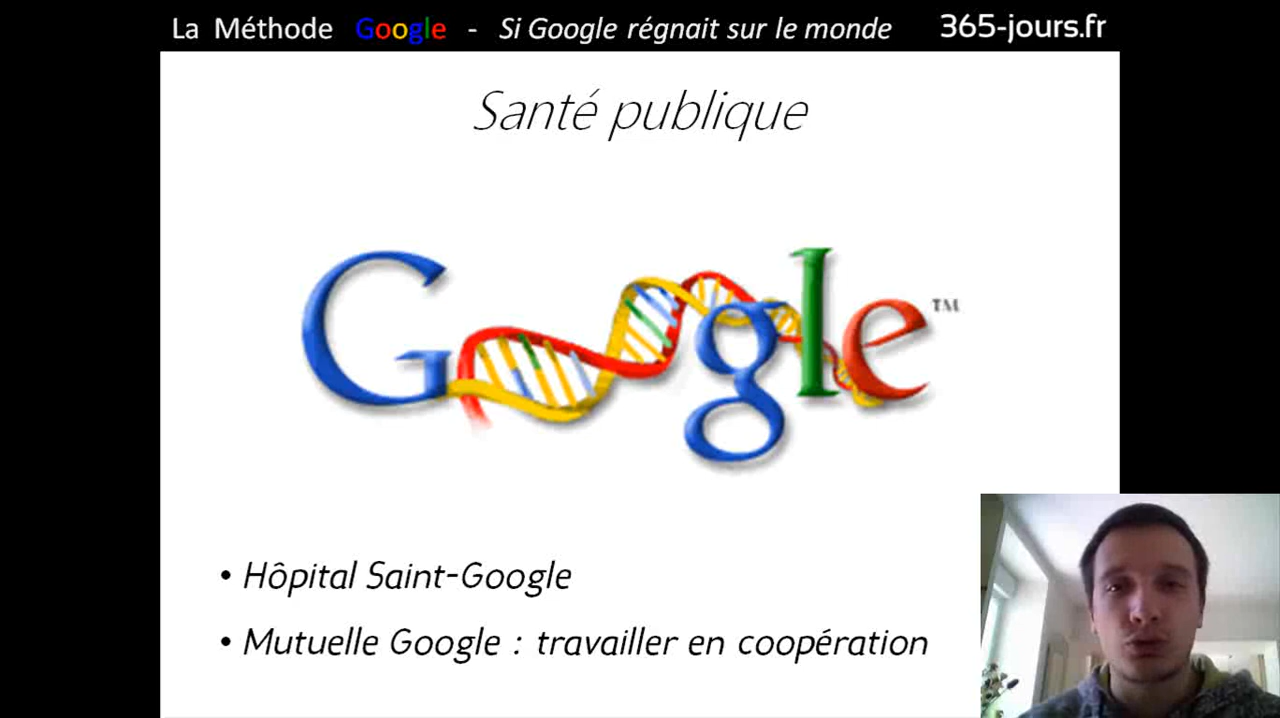 La Méthode Google - Si Google régnait sur le monde 365-jours.fr
Santé publique
Google™
• Hôpital Saint-Google
• Mutuelle Google : travailler en coopération